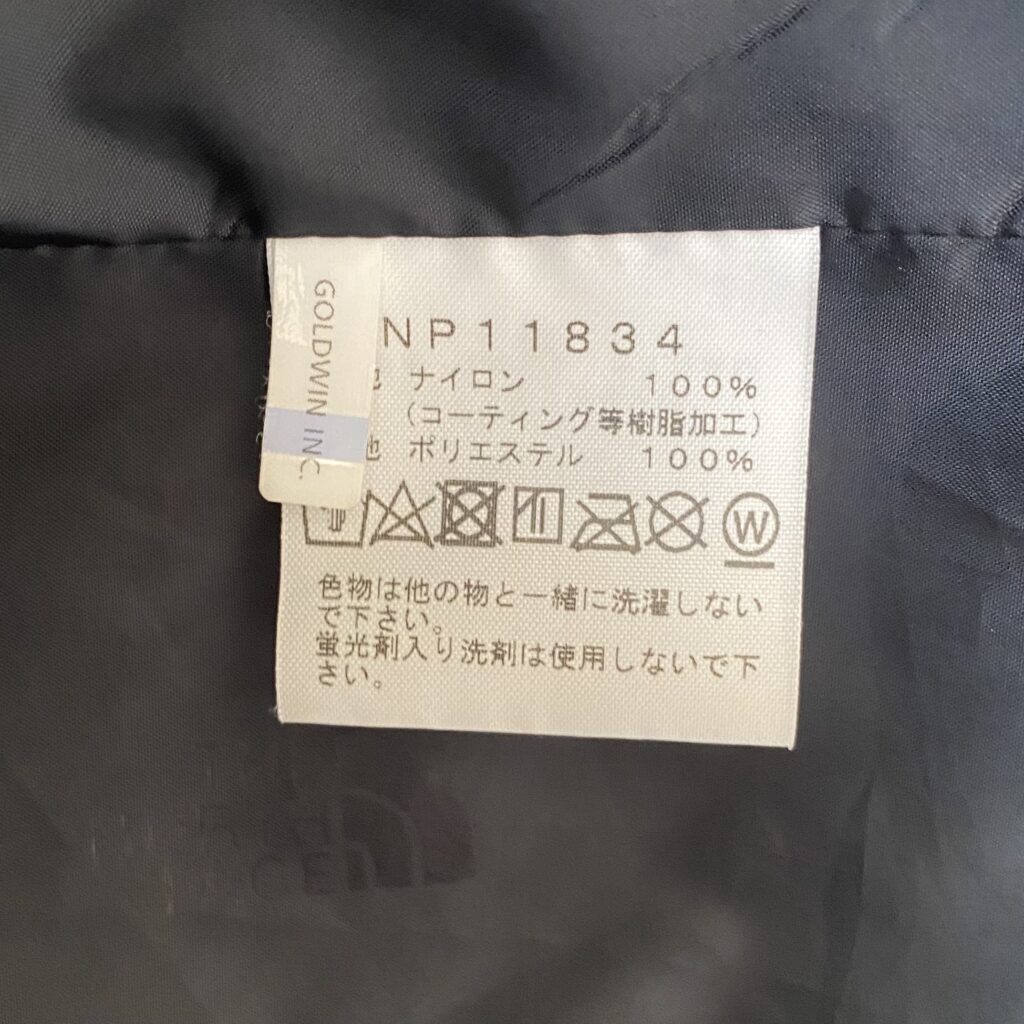 GOLDWIN INC.
NP11834
地 ナイロン 100%
(コーティング等樹脂加工)
地 ポリエステル 100%
W
色物は他の物と一緒に洗濯しない
で下さい。
蛍光剤入り洗剤は使用しないで下
さい。